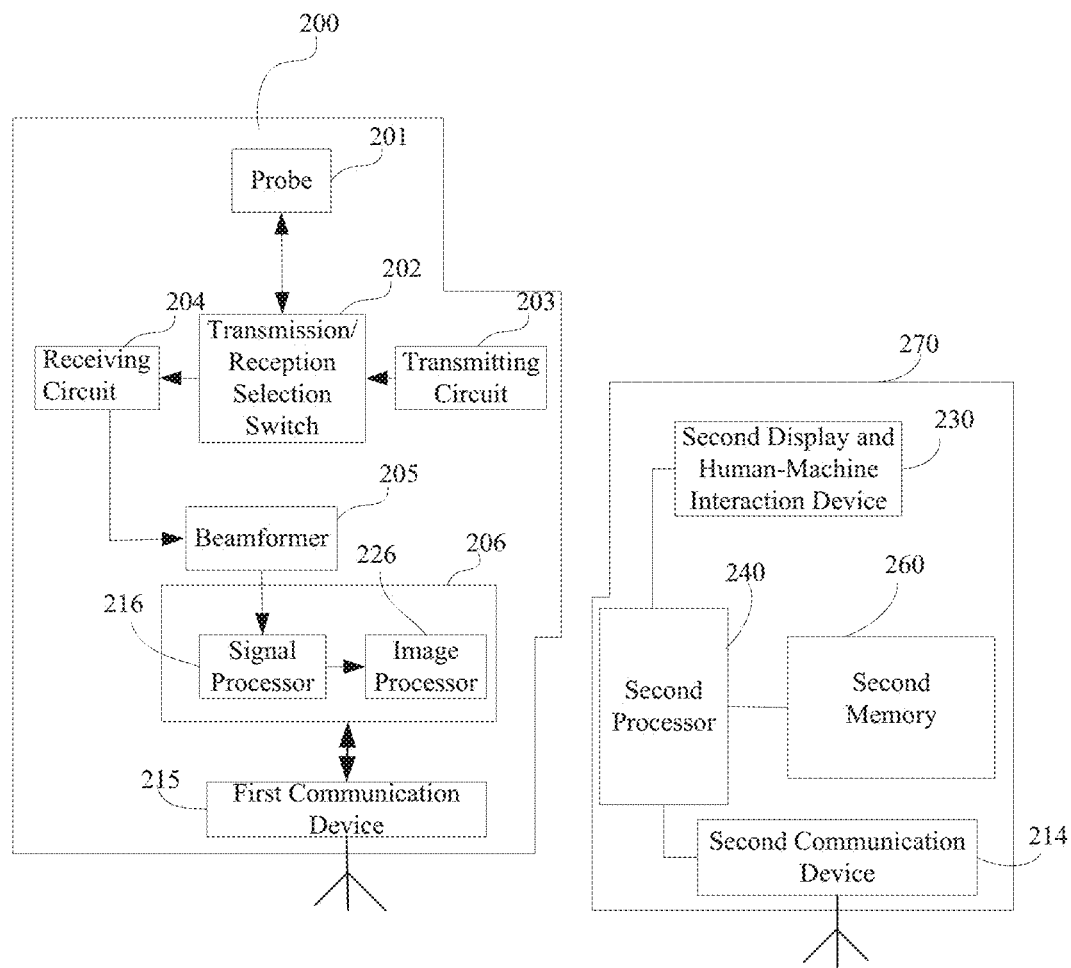 200
201
Probe
202
204
203
Transmission/
Reception
Selection
Switch
Receiving
Circuit
Transmitting
Circuit
270
Second Display and
Human-Machine
Interaction Device
230
205
Beamformer
206
226
216
Signal
Processor
Image
Processor
240
260
Second
Processor
Second
Memory
215
First Communication
Device
Second Communication
Device
214